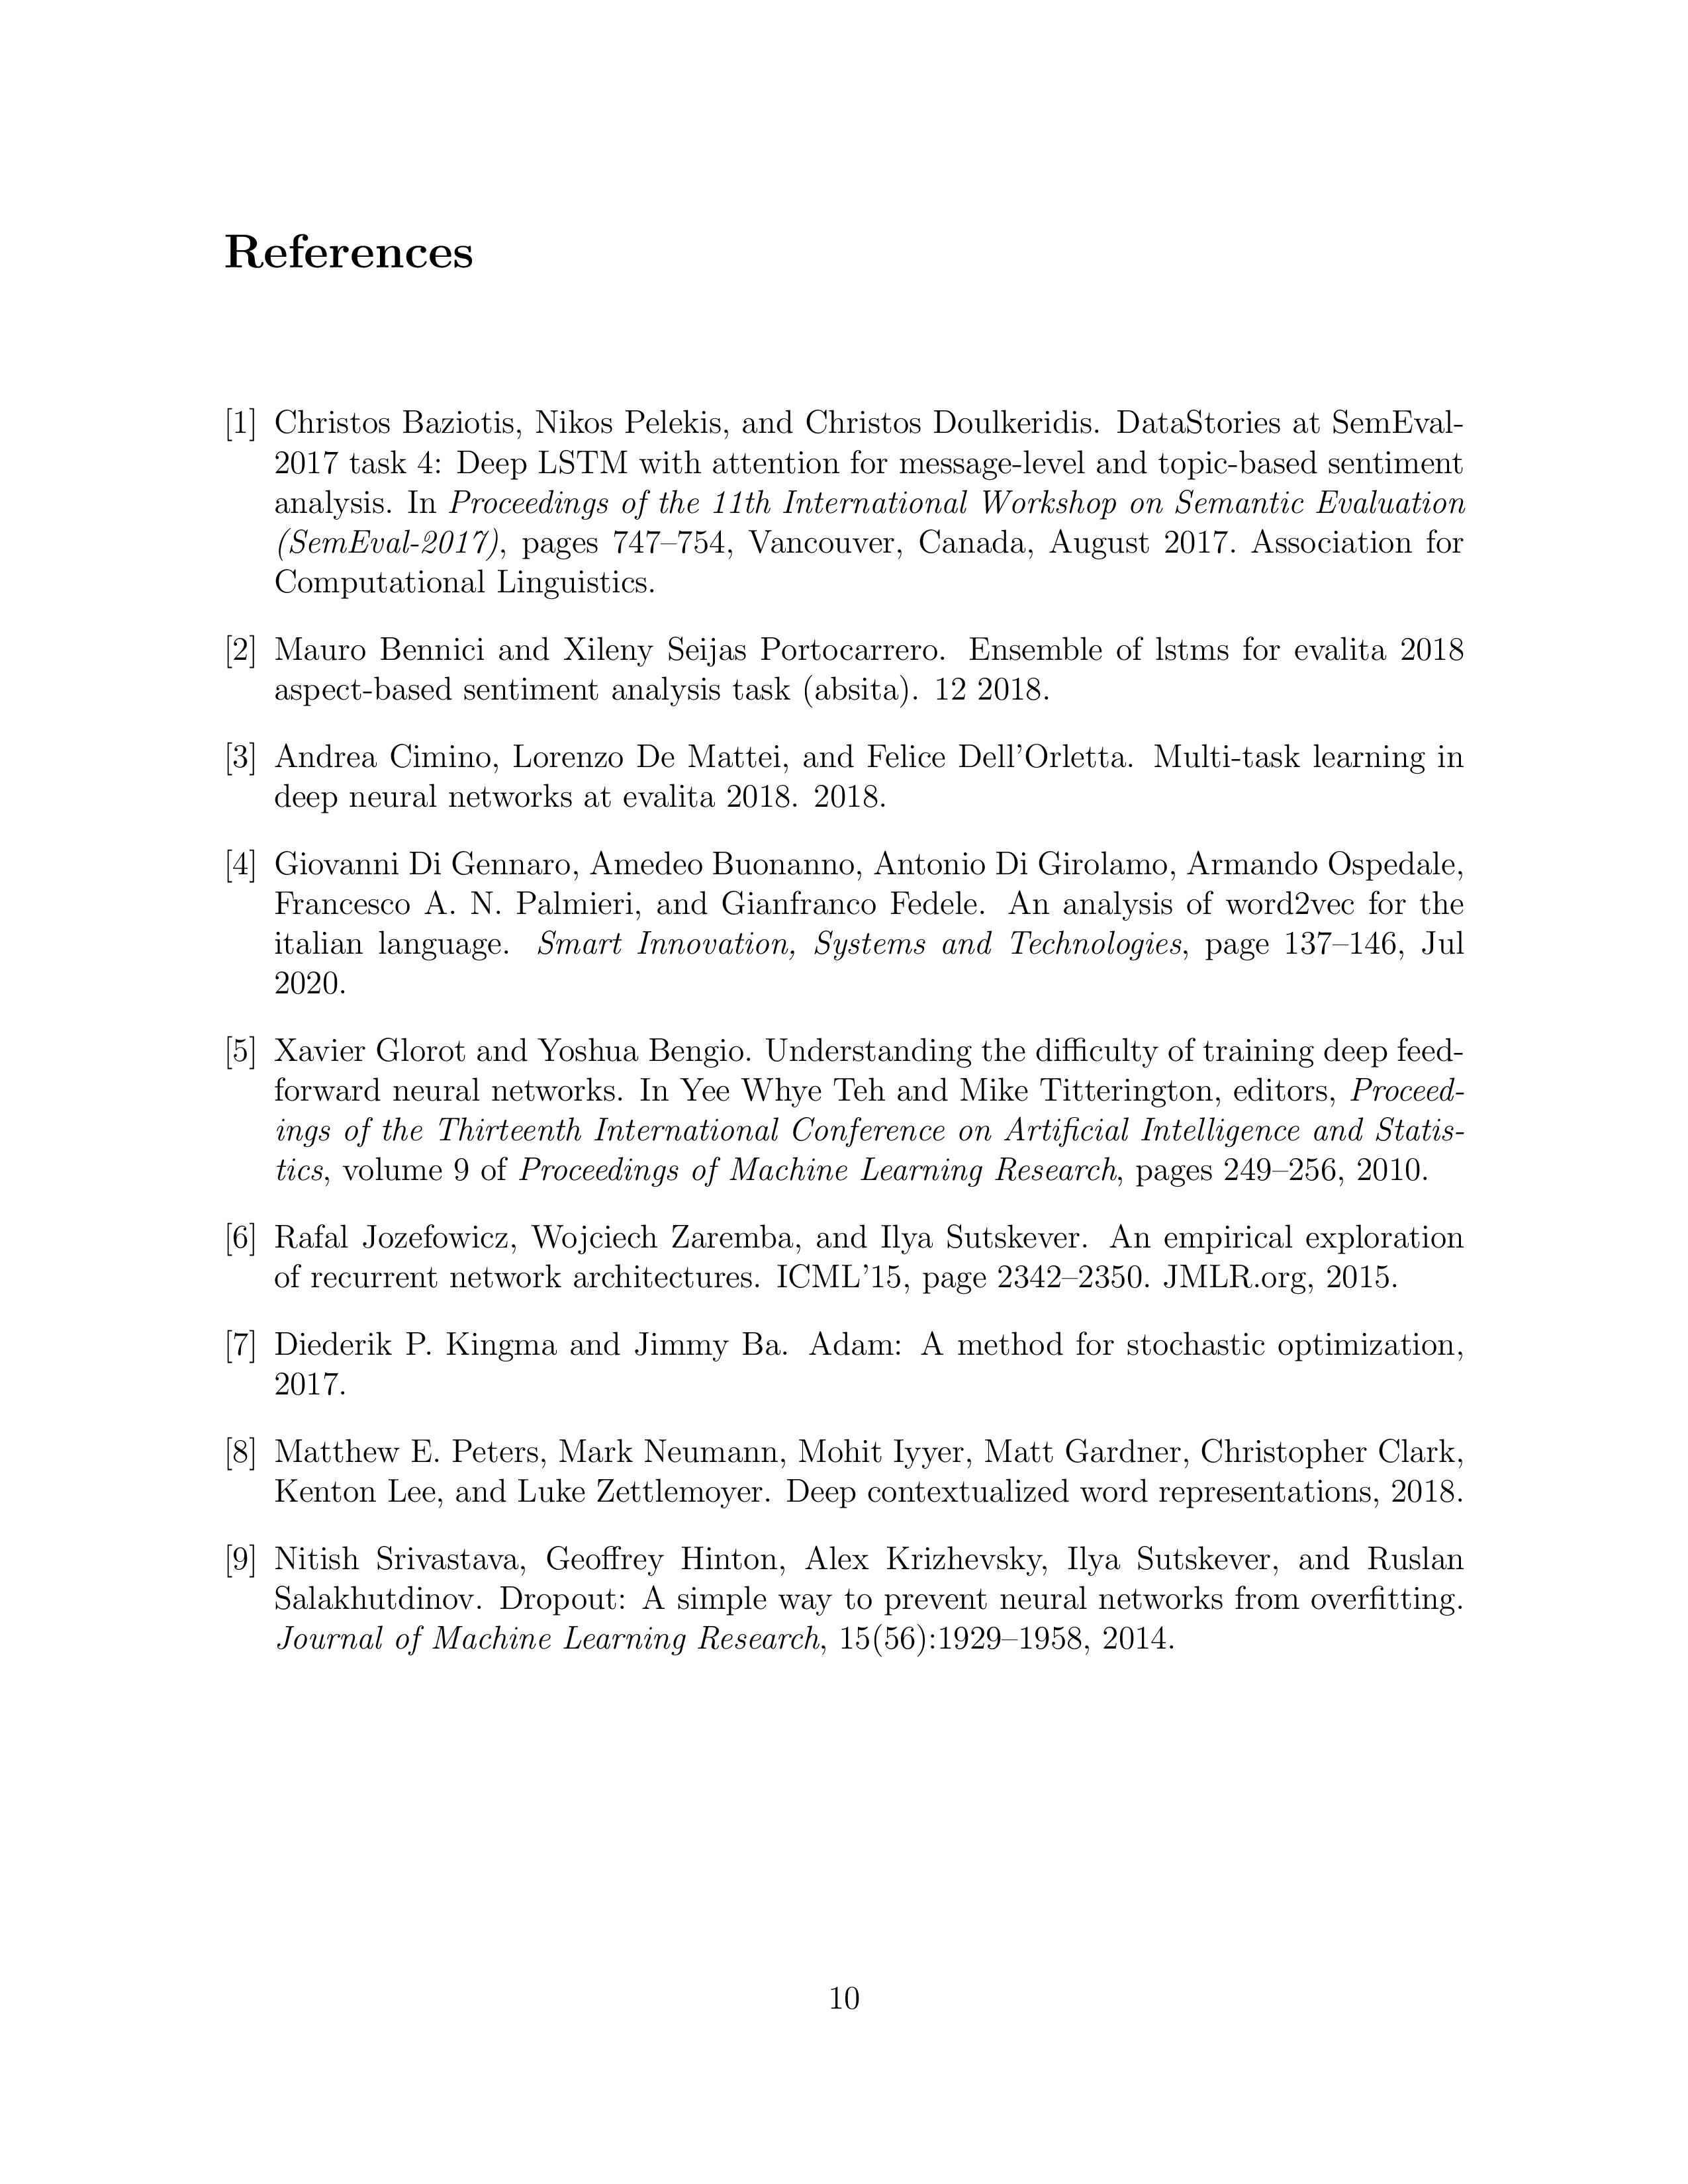 References
[1] Christos Baziotis, Nikos Pelekis, and Christos Doulkeridis. DataStories at SemEval-
2017 task 4: Deep LSTM with attention for message-level and topic-based sentiment
analysis. In Proceedings of the 11th International Workshop on Semantic Evaluation
(SemEval-2017), pages 747–754, Vancouver, Canada, August 2017. Association for
Computational Linguistics.
[2] Mauro Bennici and Xileny Seijas Portocarrero. Ensemble of lstms for evalita 2018
aspect-based sentiment analysis task (absita). 12 2018.
[3] Andrea Cimino, Lorenzo De Mattei, and Felice Dell'Orletta. Multi-task learning in
deep neural networks at evalita 2018. 2018.
[4] Giovanni Di Gennaro, Amedeo Buonanno, Antonio Di Girolamo, Armando Ospedale,
Francesco A. N. Palmieri, and Gianfranco Fedele. An analysis of word2vec for the
italian language. Smart Innovation, Systems and Technologies, page 137–146, Jul
2020.
[5] Xavier Glorot and Yoshua Bengio. Understanding the difficulty of training deep feed-
forward neural networks. In Yee Whye Teh and Mike Titterington, editors, Proceed-
ings of the Thirteenth International Conference on Artificial Intelligence and Statis-
tics, volume 9 of Proceedings of Machine Learning Research, pages 249–256, 2010.
[6] Rafal Jozefowicz, Wojciech Zaremba, and Ilya Sutskever. An empirical exploration
of recurrent network architectures. ICML'15, page 2342–2350. JMLR.org, 2015.
[7] Diederik P. Kingma and Jimmy Ba. Adam: A method for stochastic optimization,
2017.
[8] Matthew E. Peters, Mark Neumann, Mohit Iyyer, Matt Gardner, Christopher Clark,
Kenton Lee, and Luke Zettlemoyer. Deep contextualized word representations, 2018.
[9] Nitish Srivastava, Geoffrey Hinton, Alex Krizhevsky, Ilya Sutskever, and Ruslan
Salakhutdinov. Dropout: A simple way to prevent neural networks from overfitting.
Journal of Machine Learning Research, 15(56):1929–1958, 2014.
10